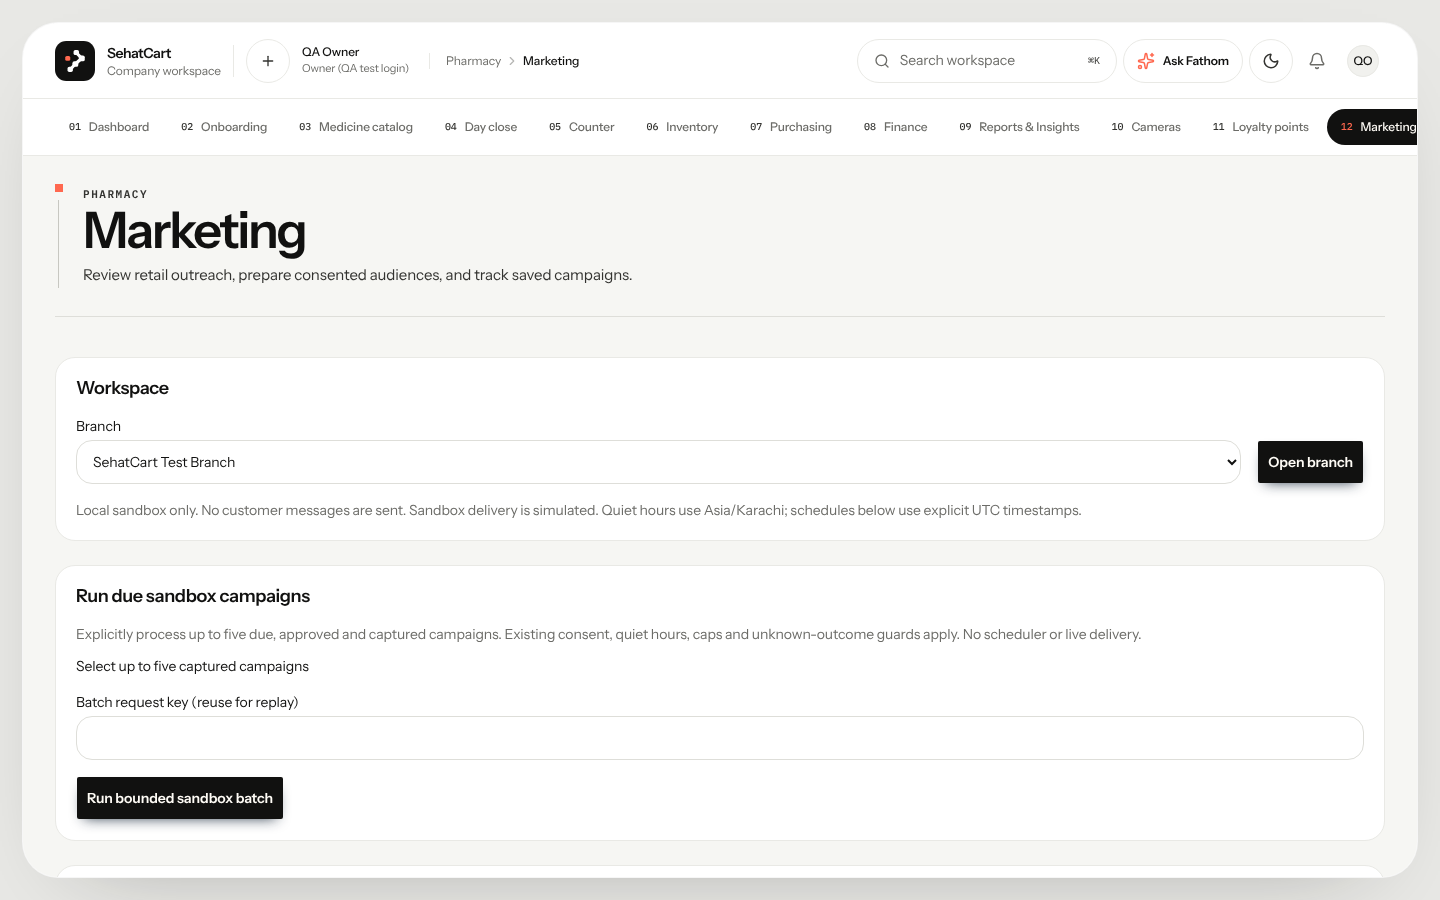 SehatCart
Company workspace
QA Owner
Owner (QA test login)
Pharmacy
Marketing
Search workspace
⌘K
Ask Fathom
QO
01 Dashboard
02 Onboarding
03 Medicine catalog
04 Day close
05 Counter
06 Inventory
07 Purchasing
08 Finance
09 Reports & Insights
10 Cameras
11 Loyalty points
12 Marketing
PHARMACY
Marketing
Review retail outreach, prepare consented audiences, and track saved campaigns.
Workspace
Branch
SehatCart Test Branch
Open branch
Local sandbox only. No customer messages are sent. Sandbox delivery is simulated. Quiet hours use Asia/Karachi; schedules below use explicit UTC timestamps.
Run due sandbox campaigns
Explicitly process up to five due, approved and captured campaigns. Existing consent, quiet hours, caps and unknown-outcome guards apply. No scheduler or live delivery.
Select up to five captured campaigns
Batch request key (reuse for replay)
Run bounded sandbox batch